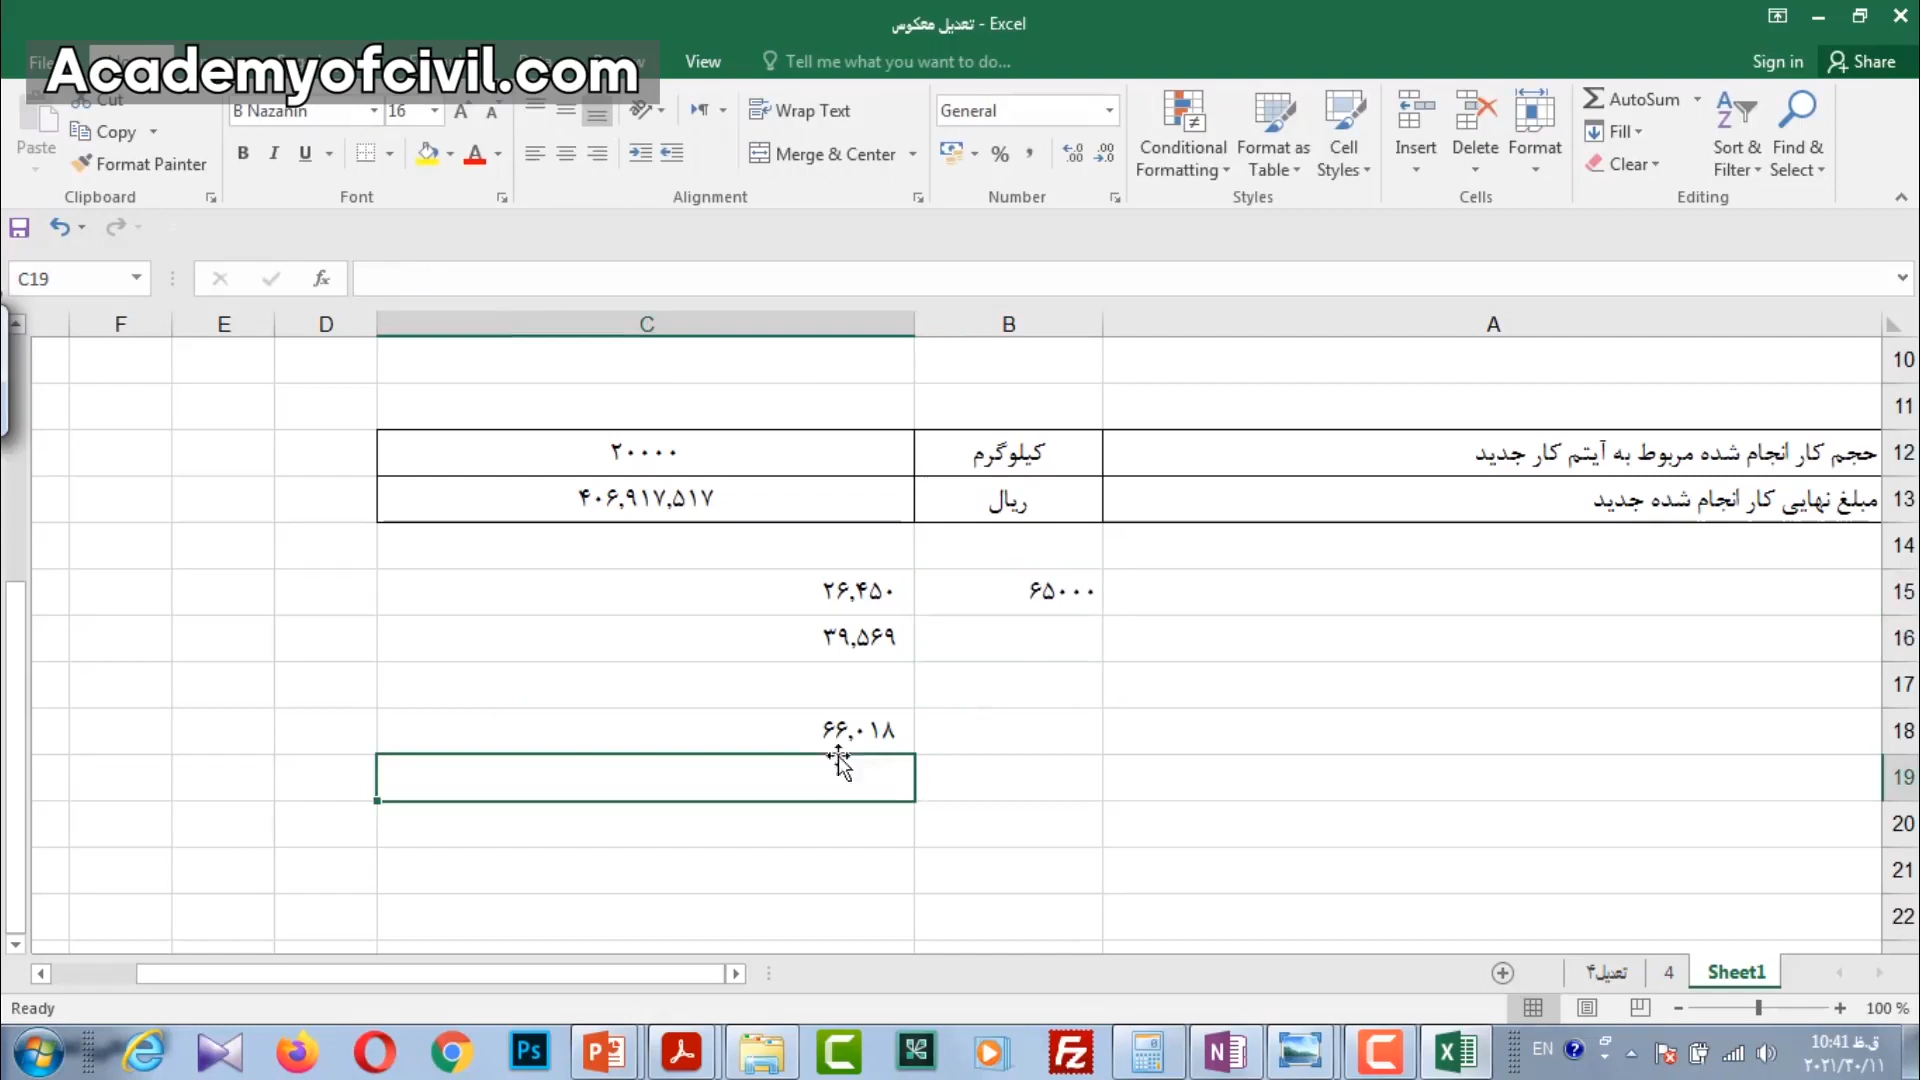 تعدیل معکوس - Excel
Academyofcivil.com
File
View
Tell me what you want to do...
Sign in
Share
Cut
Copy
Paste
Format Painter
Clipboard
B Nazanin
16
B I U
Font
Wrap Text
Merge & Center
Alignment
General
Number
Conditional Formatting
Format as Table
Cell Styles
Styles
Insert
Delete
Format
Cells
AutoSum
Fill
Clear
Sort & Filter
Find & Select
Editing
C19
fx
F E D C B A
10
11
12 حجم کار انجام شده مربوط به آیتم کار جدید کیلوگرم ۲۰۰۰۰
13 مبلغ نهایی کار انجام شده جدید ریال ۴۰۶,۹۱۷,۵۱۷
14
15 ۶۵۰۰۰ ۲۶,۴۵۰
16 ۳۹,۵۶۹
17
18 ۶۶,۰۱۸
19
20
21
22
تعدیل۴
4
Sheet1
Ready
100 %
EN
10:41 ق.ظ
۲۰۲۱/۳۰/۱۱